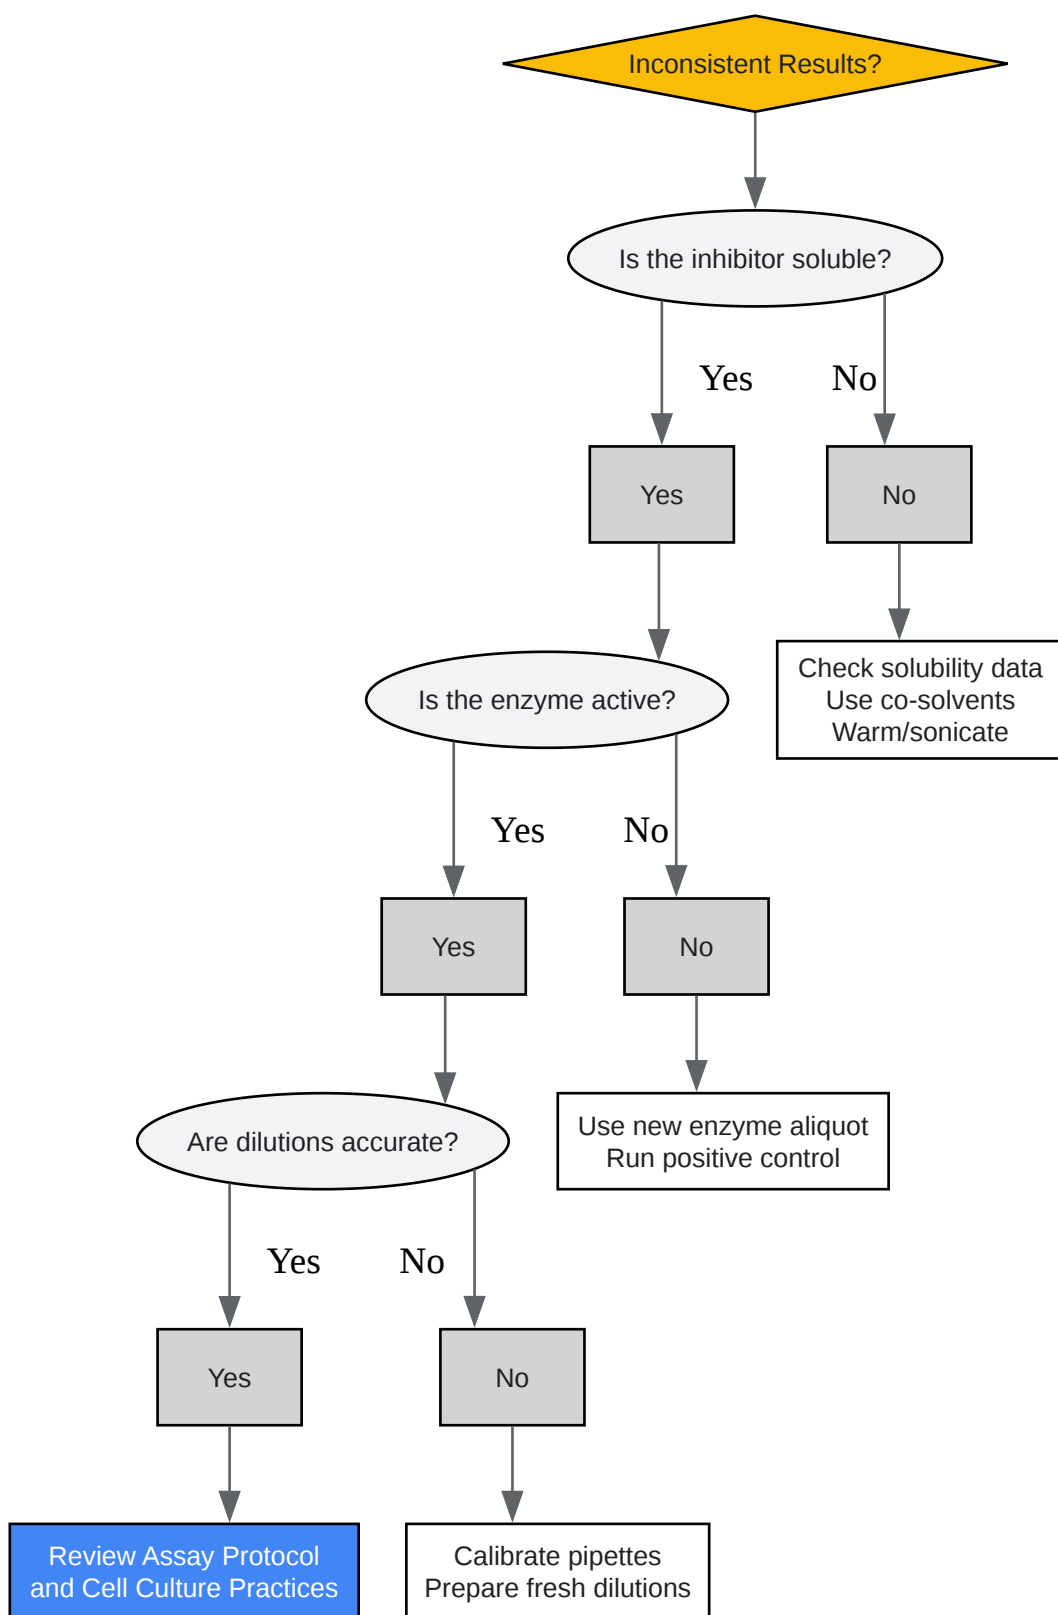 Inconsistent Results?
Is the inhibitor soluble?
Yes
No
Yes
No
Check solubility data
Use co-solvents
Warm/sonicate
Is the enzyme active?
Yes
No
Yes
No
Use new enzyme aliquot
Run positive control
Are dilutions accurate?
Yes
No
Yes
No
Review Assay Protocol
and Cell Culture Practices
Calibrate pipettes
Prepare fresh dilutions